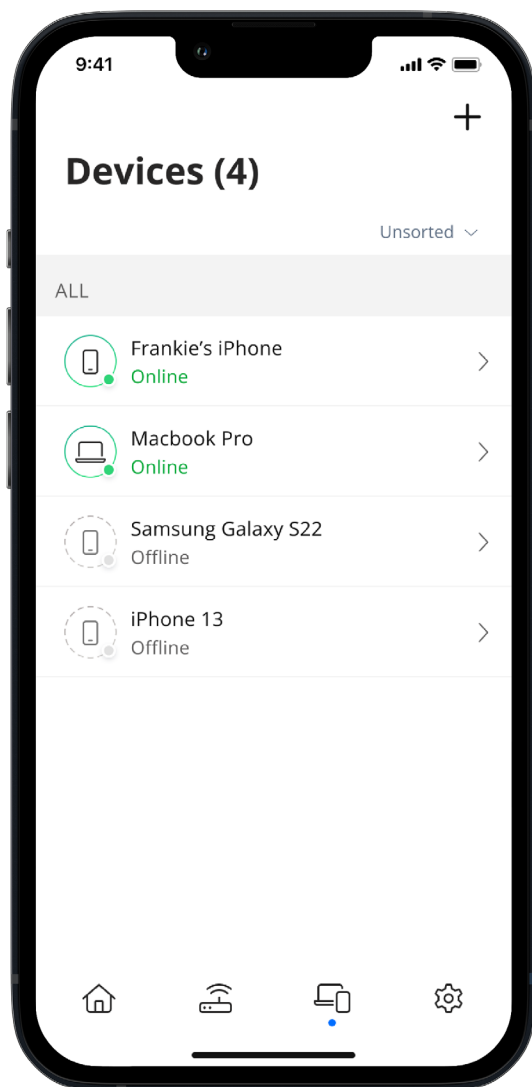 9:41
Devices (4)
Unsorted
ALL
Frankie’s iPhone
Online
Macbook Pro
Online
Samsung Galaxy S22
Offline
iPhone 13
Offline